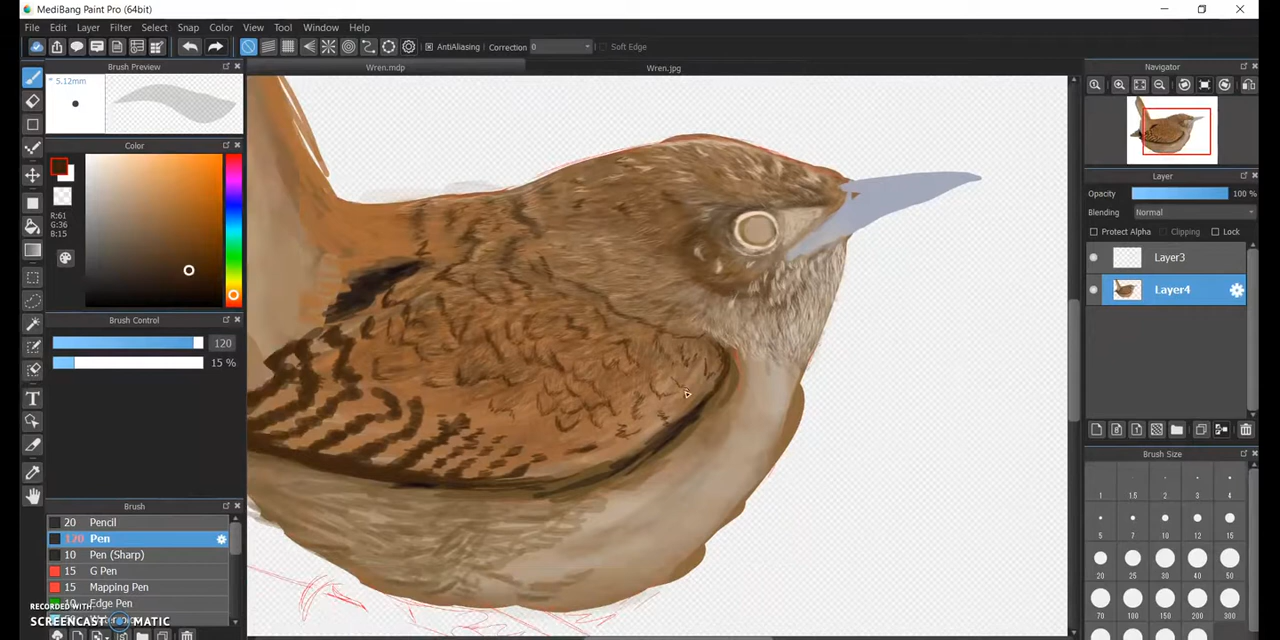 MediBang Paint Pro (64bit)
File Edit Layer Filter Select Snap Color View Tool Window Help
AntiAliasing Correction 0 Soft Edge
Brush Preview
Wren.mdp
Wren.jpg
Navigator
* 5.12mm
Color
R:61
G:36
B:15
Brush Control
120
15 %
Brush
20 Pencil
120 Pen
10 Pen (Sharp)
15 G Pen
15 Mapping Pen
10 Edge Pen
RECORDED WITH
SCREENCAST MATIC
Layer
Opacity 100 %
Blending Normal
Protect Alpha Clipping Lock
Layer3
Layer4
Brush Size
1 1.5 2 3 4
5 7 10 12 15
20 25 30 40 50
70 100 150 200 300